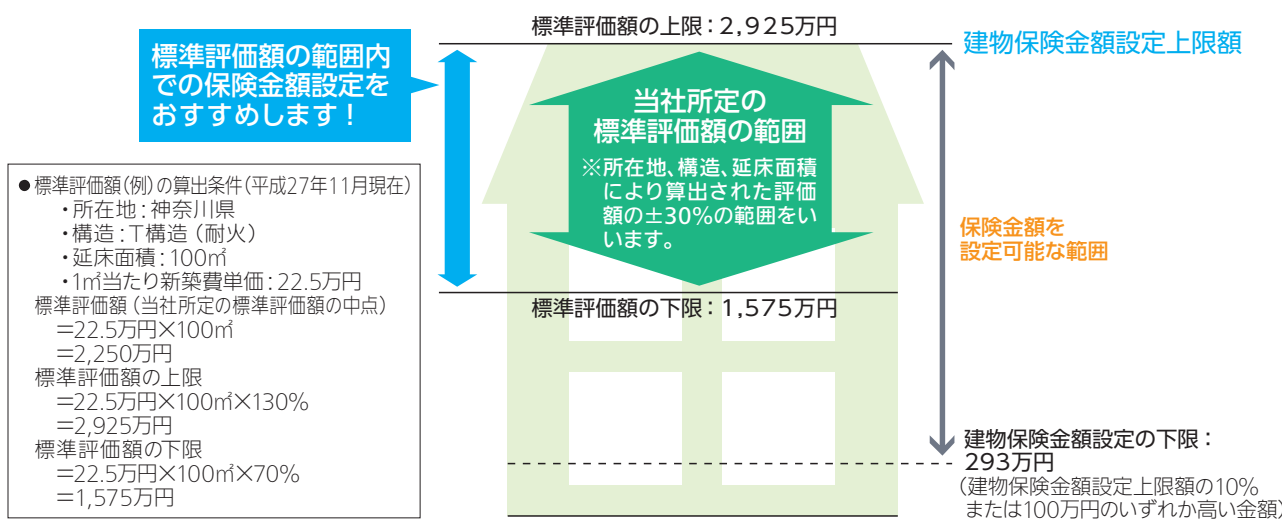 標準評価額の上限：2,925万円
建物保険金額設定上限額
標準評価額の範囲内
での保険金額設定を
おすすめします！
当社所定の
標準評価額の範囲
※所在地、構造、延床面積
により算出された評価
額の±30％の範囲をい
います。
●標準評価額（例）の算出条件（平成27年11月現在）
・所在地：神奈川県
・構造：T構造（耐火）
・延床面積：100㎡
・1㎡当たり新築費単価：22.5万円
標準評価額（当社所定の標準評価額の中点）
＝22.5万円×100㎡
＝2,250万円
標準評価額の上限
＝22.5万円×100㎡×130％
＝2,925万円
標準評価額の下限
＝22.5万円×100㎡×70％
＝1,575万円
保険金額を
設定可能な範囲
標準評価額の下限：1,575万円
建物保険金額設定の下限：
293万円
（建物保険金額設定上限額の10％
または100万円のいずれか高い金額）